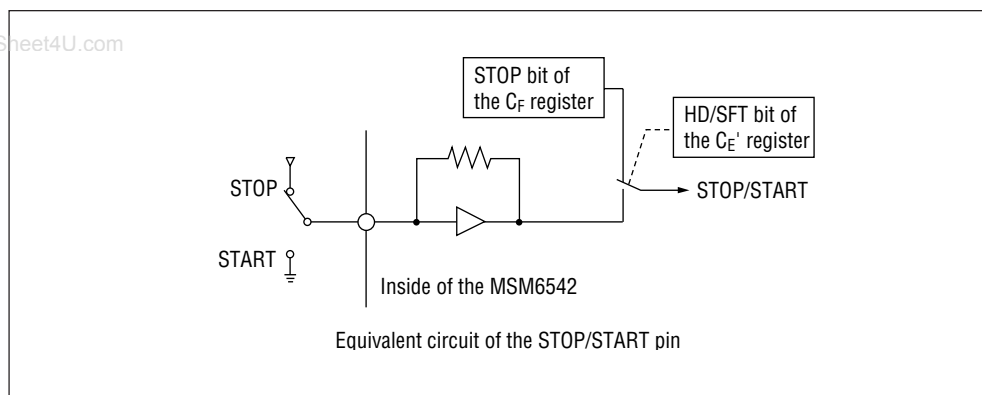 Sheet4U.com
STOP bit of
the CF register
HD/SFT bit of
the CE' register
STOP
STOP/START
START
Inside of the MSM6542
Equivalent circuit of the STOP/START pin